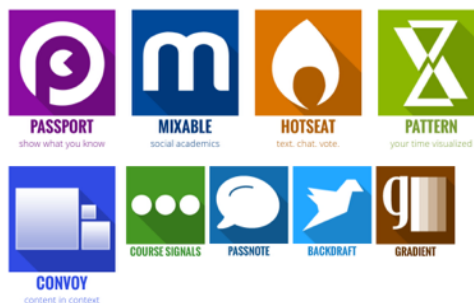 PASSPORT
show what you know
MIXABLE
social academics
HOTSEAT
text. chat. vote.
PATTERN
your time visualized
CONVOY
content in context
COURSE SIGNALS
PASSNOTE
BACKDRAFT
g
GRADIENT